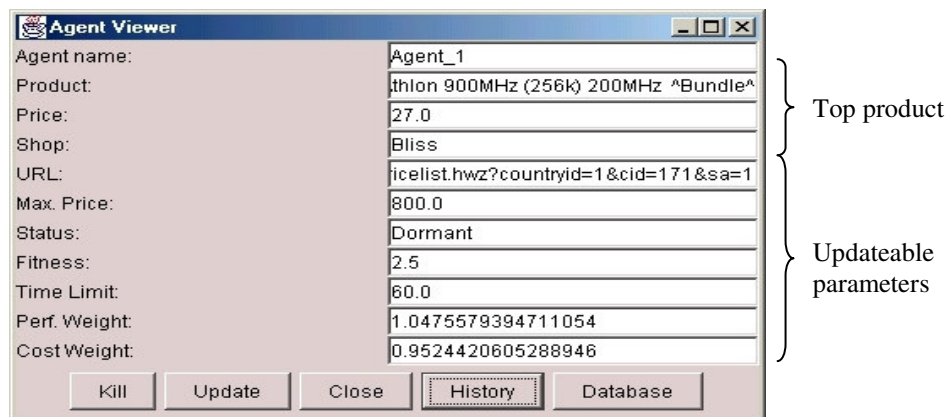 Agent Viewer
Agent name: Agent_1
Product: thlon 900MHz (256k) 200MHz ^Bundle^
Price: 27.0
Shop: Bliss
URL: icelist.hwz?countryid=1&cid=171&sa=1
Max. Price: 800.0
Status: Dormant
Fitness: 2.5
Time Limit: 60.0
Perf. Weight: 1.0475579394711054
Cost Weight: 0.9524420605288946
Kill Update Close History Database
Top product
Updateable
parameters